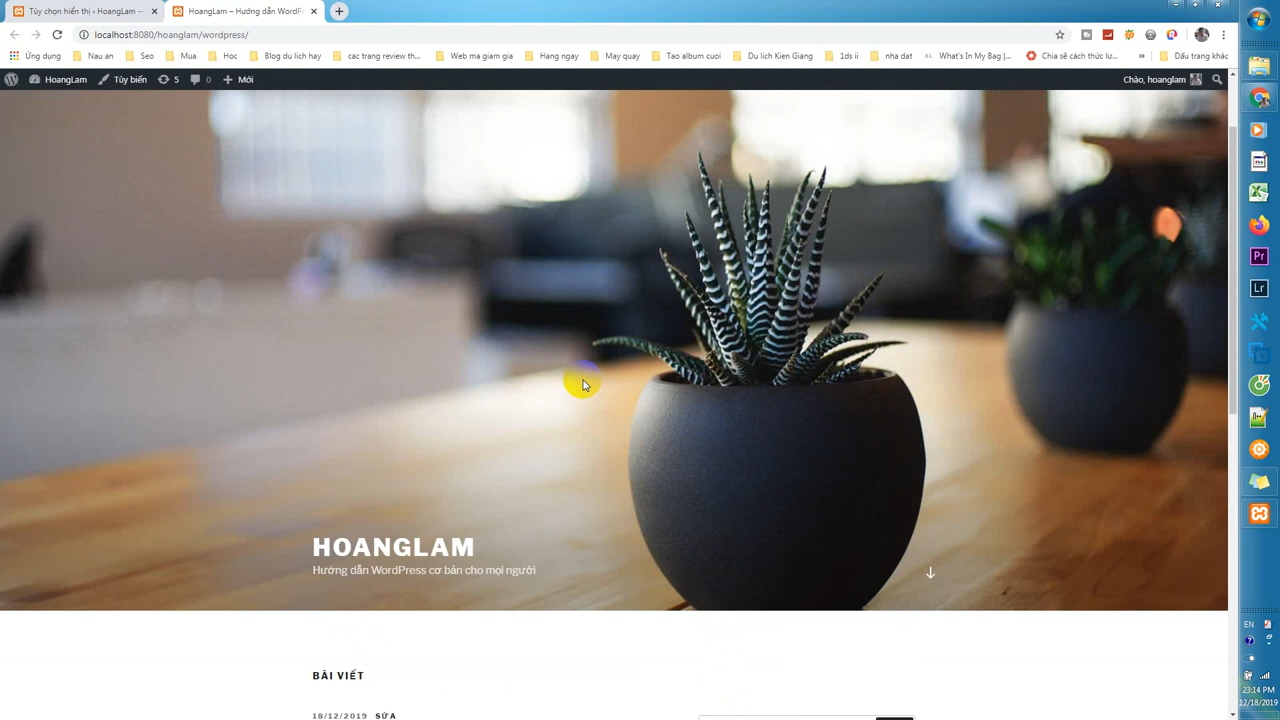 Tùy chọn hiển thị ‹ HoangLam —
HoangLam – Hướng dẫn WordPr
localhost:8080/hoanglam/wordpress/
Ứng dụng
Nau an
Seo
Mua
Hoc
Blog du lich hay
cac trang review th...
Web ma giam gia
Hang ngay
May quay
Tao album cuoi
Du lich Kien Giang
1ds ii
nha dat
What's In My Bag |...
Chia sẻ cách thức lư...
»
Dấu trang khác
HoangLam
Tùy biến
5
0
Mới
Chào, hoanglam
HOANGLAM
Hướng dẫn WordPress cơ bản cho mọi người
BÀI VIẾT
18/12/2019 SỬA
Pr
Lr
EN
23:14 PM
12/18/2019